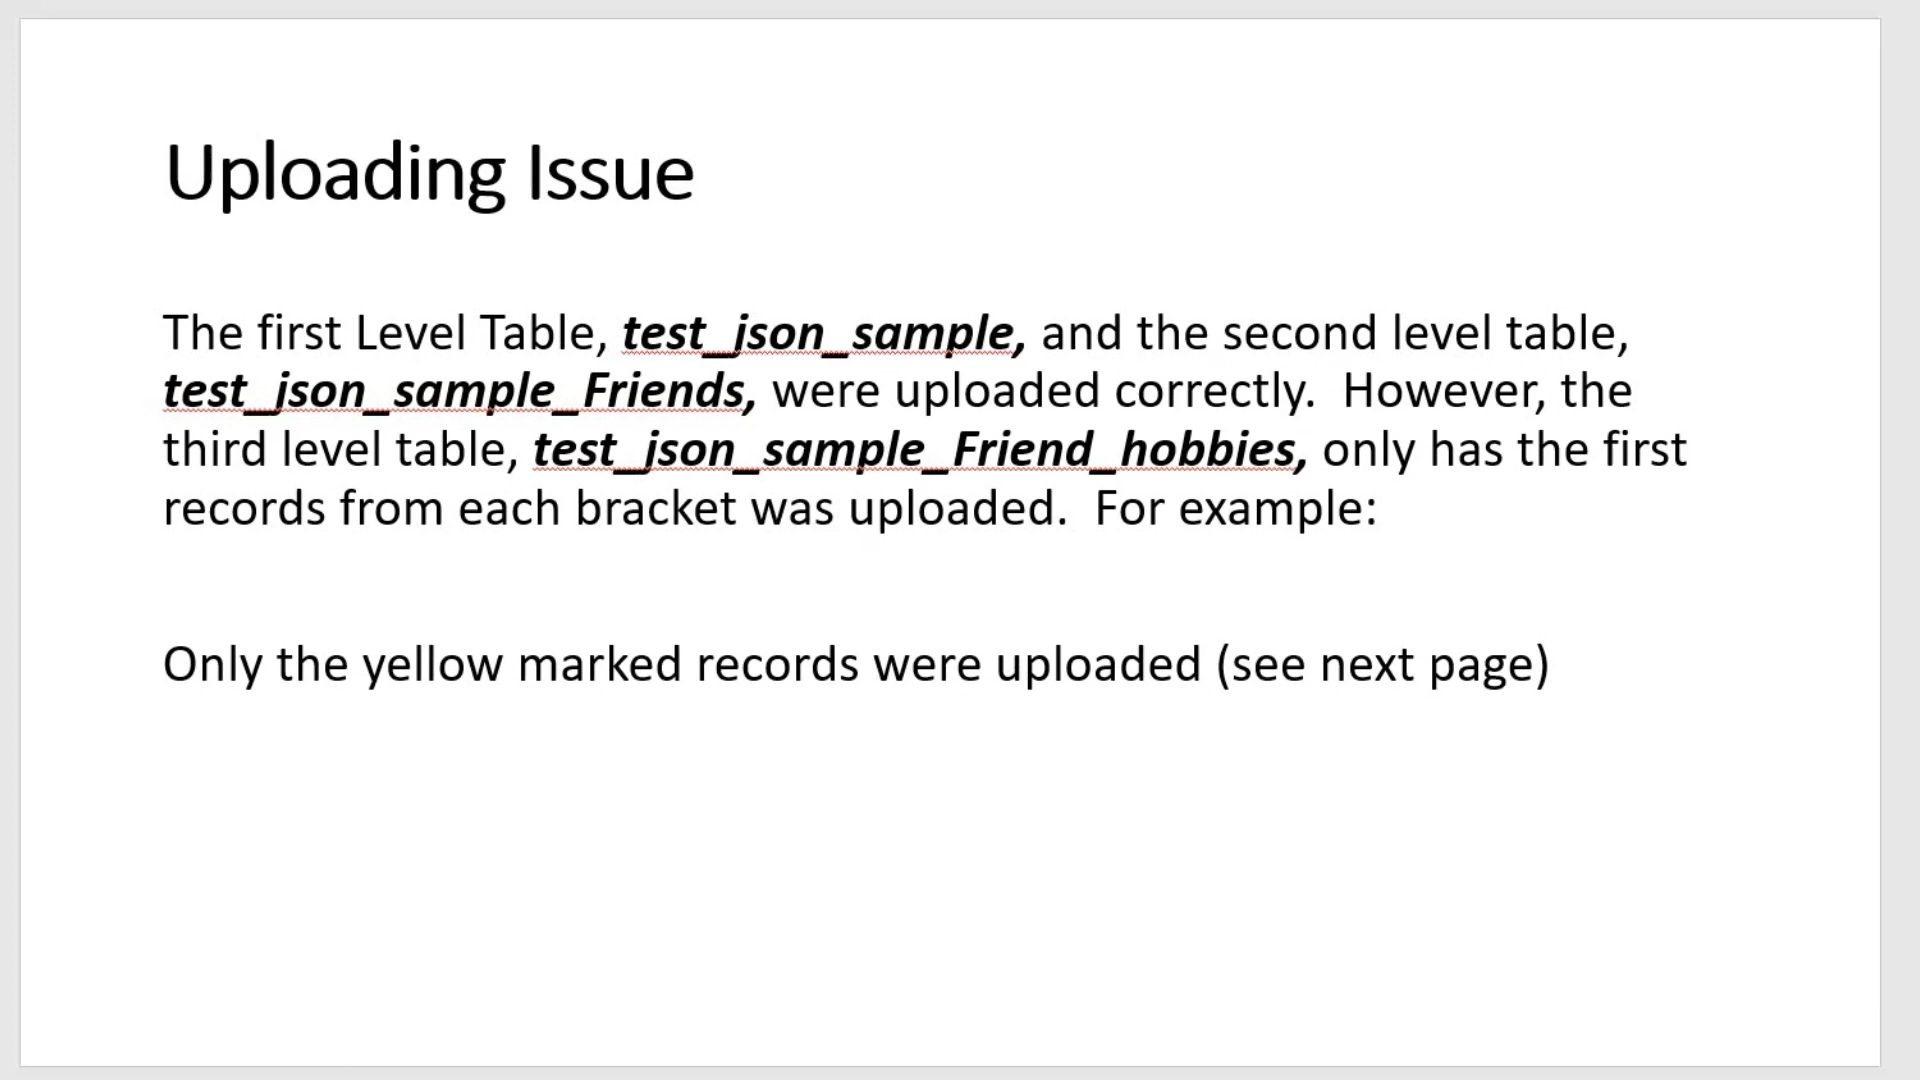 Uploading Issue
The first Level Table, test_json_sample, and the second level table,
test_json_sample_Friends, were uploaded correctly.  However, the
third level table, test_json_sample_Friend_hobbies, only has the first
records from each bracket was uploaded.  For example:
Only the yellow marked records were uploaded (see next page)